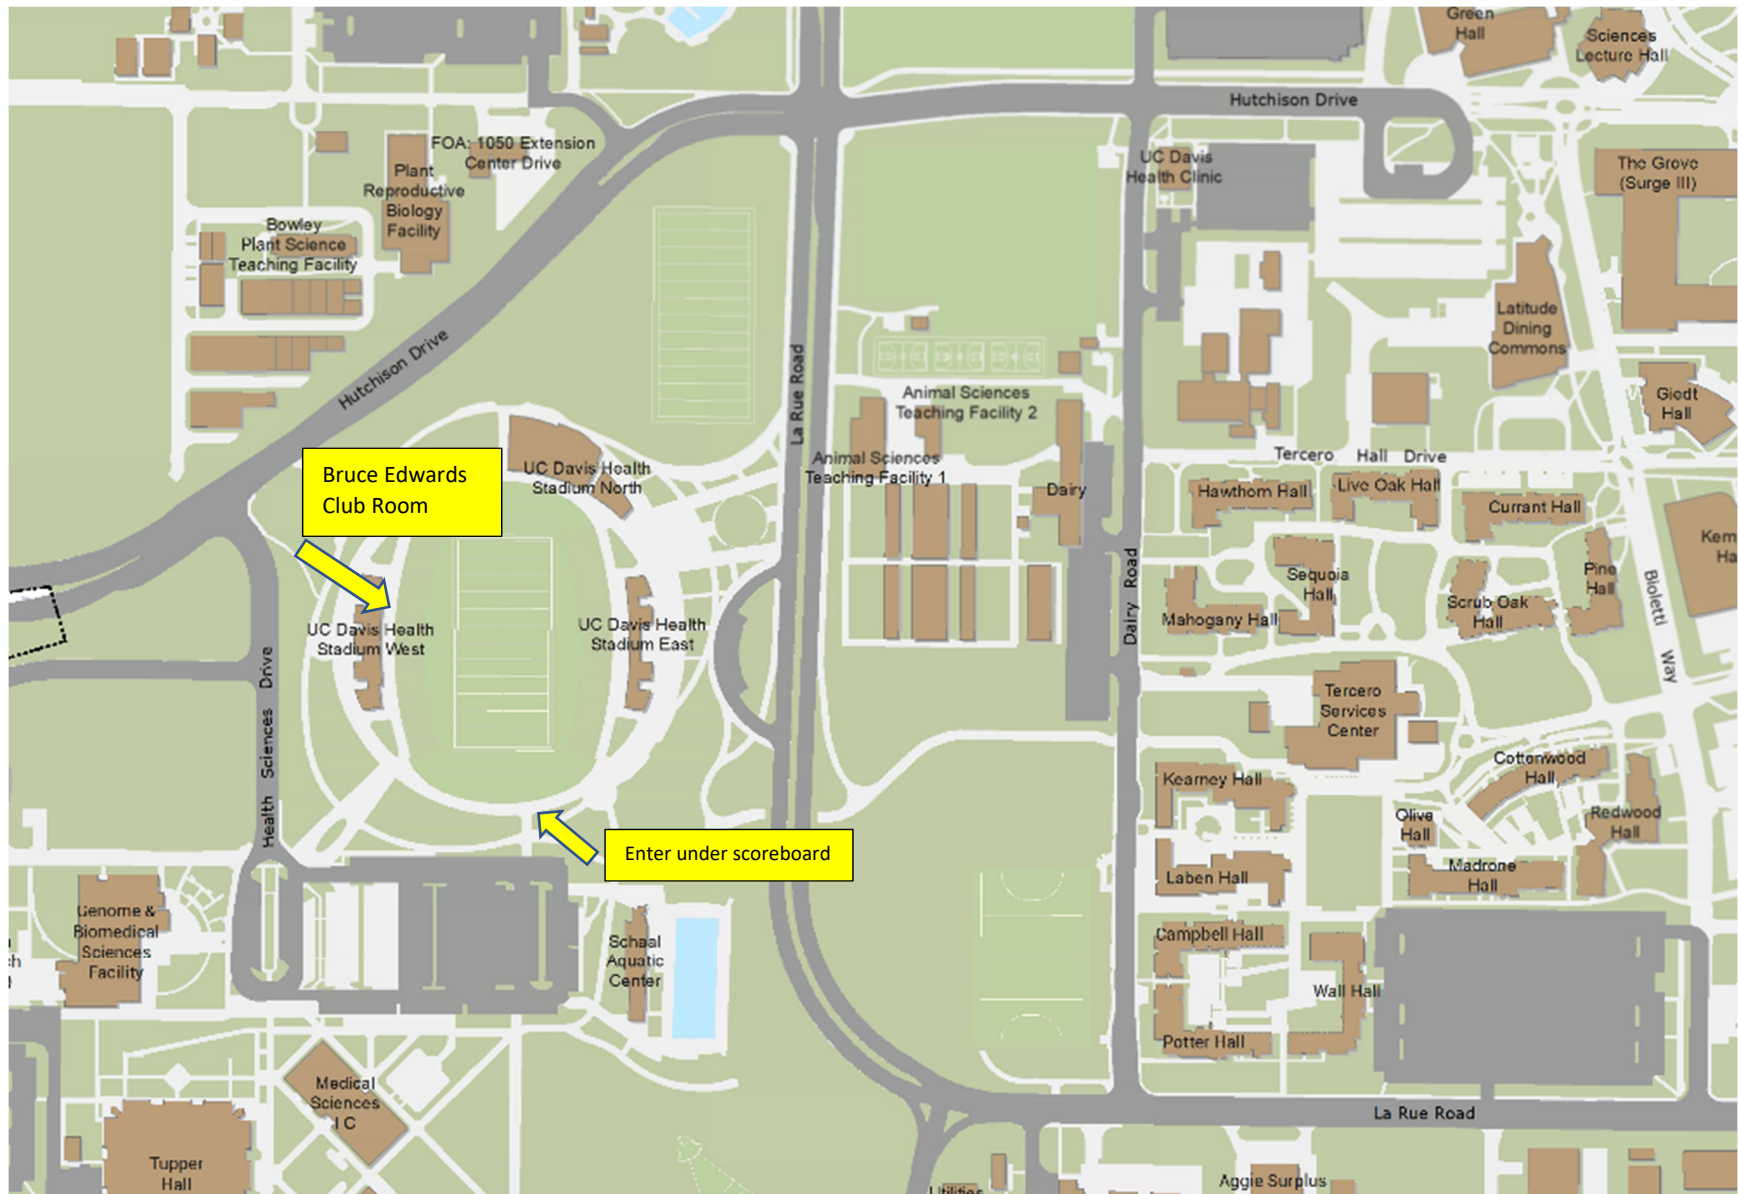 Green
Hall
Sciences
Lecture Hall
Hutchison Drive
FOA: 1050 Extension
Center Drive
UC Davis
Health Clinic
The Grove
(Surge III)
Plant
Reproductive
Biology
Facility
Bowley
Plant Science
Teaching Facility
Latitude
Dining
Commons
Hutchison Drive
La Rue Road
Animal Sciences
Teaching Facility 2
Giedt
Hall
Bruce Edwards
Club Room
UC Davis Health
Stadium North
Animal Sciences
Teaching Facility 1
Dairy
Tercero Hall Drive
Hawthorn Hall
Live Oak Hall
Currant Hall
Dairy Road
Sequoia
Hall
Pine
Hall
Scrub Oak
Hall
Mahogany Hall
Bioletti Way
UC Davis Health
Stadium West
UC Davis Health
Stadium East
Health Sciences Drive
Tercero
Services
Center
Kearney Hall
Cottonwood
Hall
Olive
Hall
Redwood
Hall
Enter under scoreboard
Laben Hall
Madrone
Hall
Genome &
Biomedical
Sciences
Facility
Schaal
Aquatic
Center
Campbell Hall
Wall Hall
Potter Hall
Medical
Sciences
I C
La Rue Road
Tupper
Hall
Utilities
Aggie Surplus